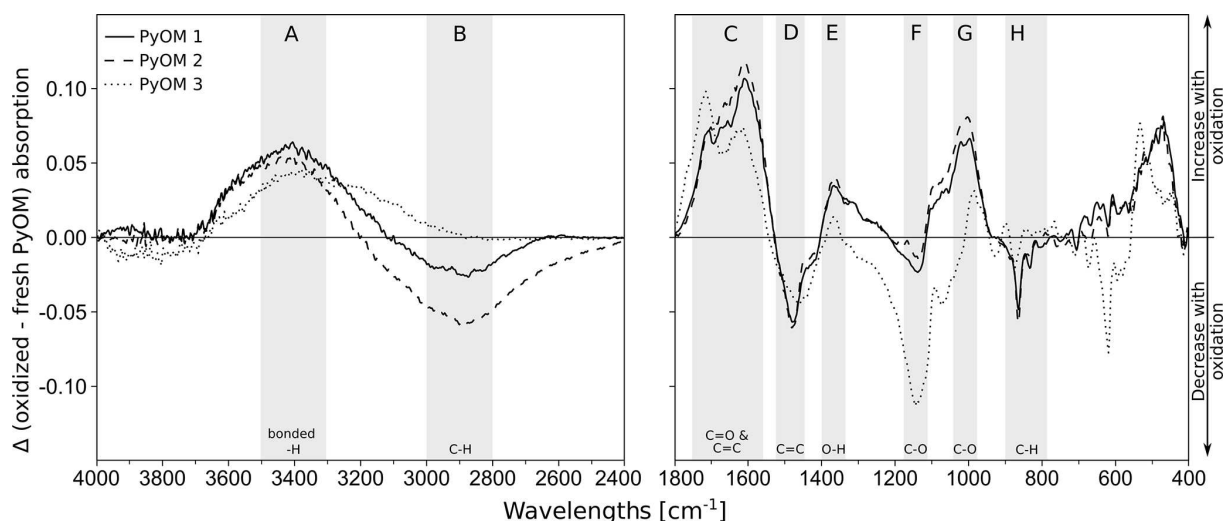 A
B
C
D
E
F
G
H
PyOM 1
PyOM 2
PyOM 3
Δ (oxidized - fresh PyOM) absorption
0.10
0.05
0.00
-0.05
-0.10
bonded
-H
C-H
C=O &
C=C
C=C
O-H
C-O
C-O
C-H
4000
3800
3600
3400
3200
3000
2800
2600
2400
1800
1600
1400
1200
1000
800
600
400
Wavelengths [cm-1]
Increase with
oxidation
Decrease with
oxidation